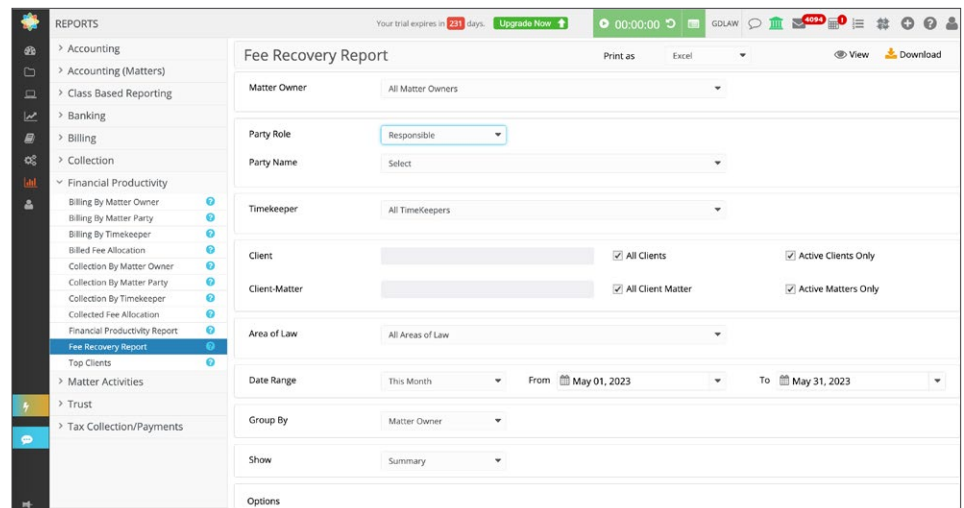 REPORTS
Your trial expires in 231 days. Upgrade Now
00:00:00
GDLAW
4094
> Accounting
> Accounting (Matters)
> Class Based Reporting
> Banking
> Billing
> Collection
Financial Productivity
Billing By Matter Owner
Billing By Matter Party
Billing By Timekeeper
Billed Fee Allocation
Collection By Matter Owner
Collection By Matter Party
Collection By Timekeeper
Collected Fee Allocation
Financial Productivity Report
Fee Recovery Report
Top Clients
> Matter Activities
> Trust
> Tax Collection/Payments
Fee Recovery Report
Print as Excel
View
Download
Matter Owner All Matter Owners
Party Role Responsible
Party Name Select
Timekeeper All TimeKeepers
Client All Clients Active Clients Only
Client-Matter All Client Matter Active Matters Only
Area of Law All Areas of Law
Date Range This Month From May 01, 2023 To May 31, 2023
Group By Matter Owner
Show Summary
Options